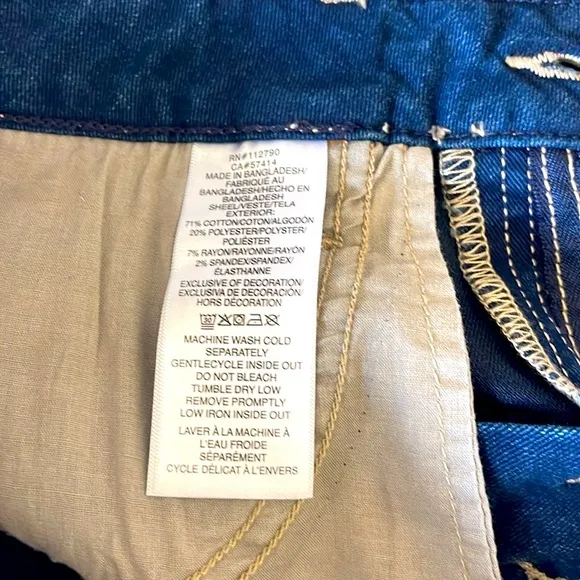 RN#112790
CA#57414
MADE IN BANGLADESH/
FABRIQUÉ AU
BANGLADESH/HECHO EN
BANGLADESH
SHEEL/VESTE/TELA
EXTERIOR:
71% COTTON/COTON/ALGODÓN
20% POLYESTER/POLYSTER/
POLIÉSTER
7% RAYON/RAYONNE/RAYÓN
2% SPANDEX/SPANDEX/
ÉLASTHANNE
EXCLUSIVE OF DECORATION/
EXCLUSIVA DE DECORACIÓN/
HORS DÉCORATION
MACHINE WASH COLD
SEPARATELY
GENTLECYCLE INSIDE OUT
DO NOT BLEACH
TUMBLE DRY LOW
REMOVE PROMPTLY
LOW IRON INSIDE OUT
LAVER À LA MACHINE À
L'EAU FROIDE
SÉPARÉMENT
CYCLE DÉLICAT À L'ENVERS